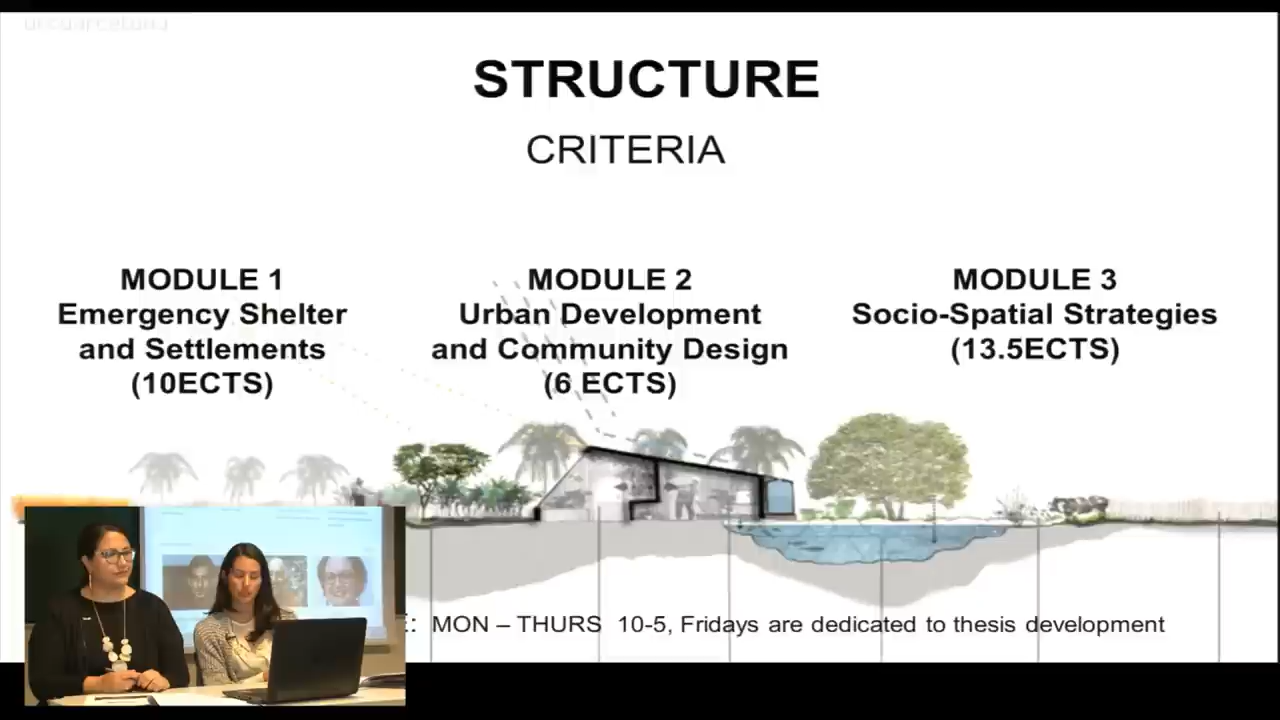 STRUCTURE
CRITERIA
MODULE 1
Emergency Shelter
and Settlements
(10ECTS)
MODULE 2
Urban Development
and Community Design
(6 ECTS)
MODULE 3
Socio-Spatial Strategies
(13.5ECTS)
E: MON – THURS 10-5, Fridays are dedicated to thesis development